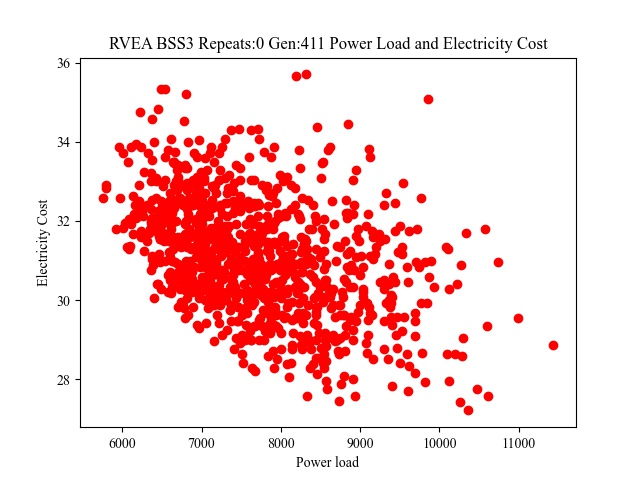 RVEA BSS3 Repeats:0 Gen:411 Power Load and Electricity Cost
36
34
32
30
28
Electricity Cost
6000 7000 8000 9000 10000 11000
Power load